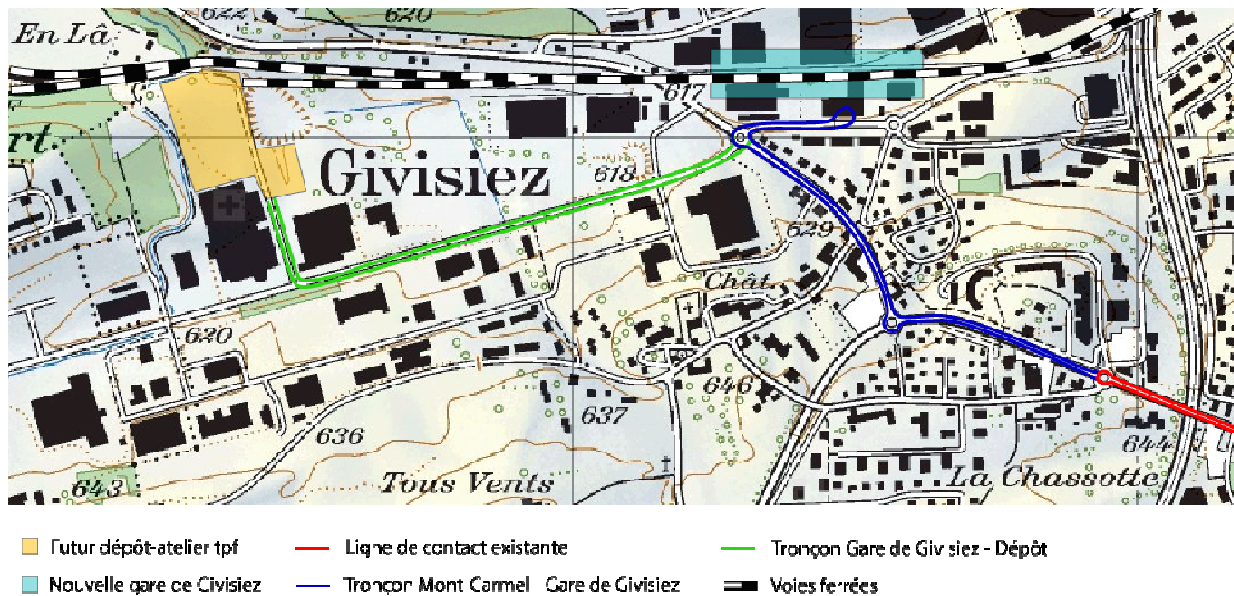 622
620
En Lâ
617
rt.
Givisiez
618
629
Chât.
620
646
637
636
644
643
Tous Vents
La Chassotte
Futur dépôt-atelier tpf
Ligne de contact existante
Tronçon Gare de Giv siez - Dépôt
Nouvelle gare de Givisiez
Tronçon Mont Carmel Gare de Givisiez
Voies ferrées